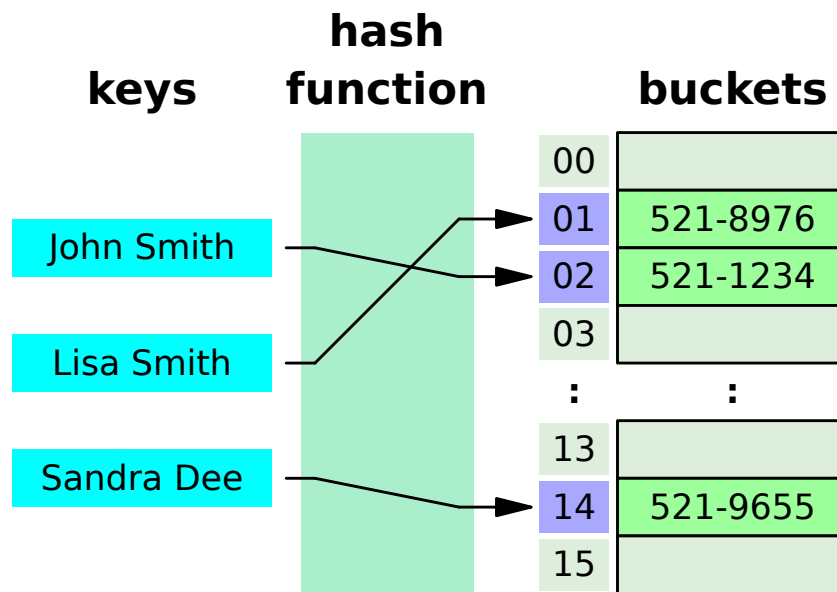 hash
keys function buckets
00
01 521-8976
John Smith 02 521-1234
03
Lisa Smith
: :
13
Sandra Dee
14 521-9655
15